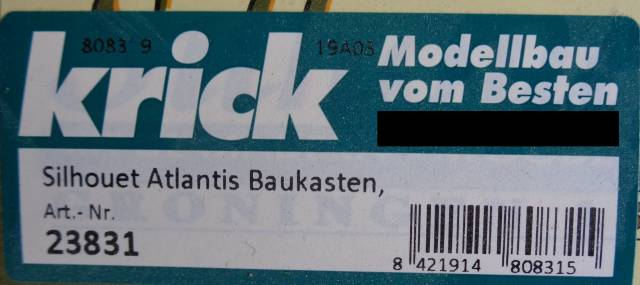 8083 9 19A05
krick
Modellbau
vom Besten
Silhouet Atlantis Baukasten,
Art.- Nr.
23831
8 421914 808315